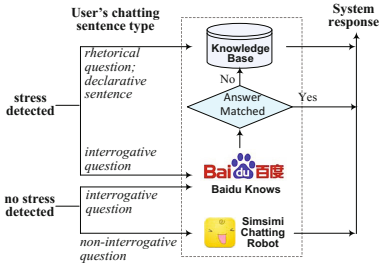 User's chatting
sentence type
System
response
rhetorical
question;
declarative
sentence
Knowledge
Base
No
stress
detected
Answer
Matched
Yes
interrogative
question
Bai du 百度
Baidu Knows
no stress
detected
interrogative
question
Simsimi
Chatting
Robot
non-interrogative
question